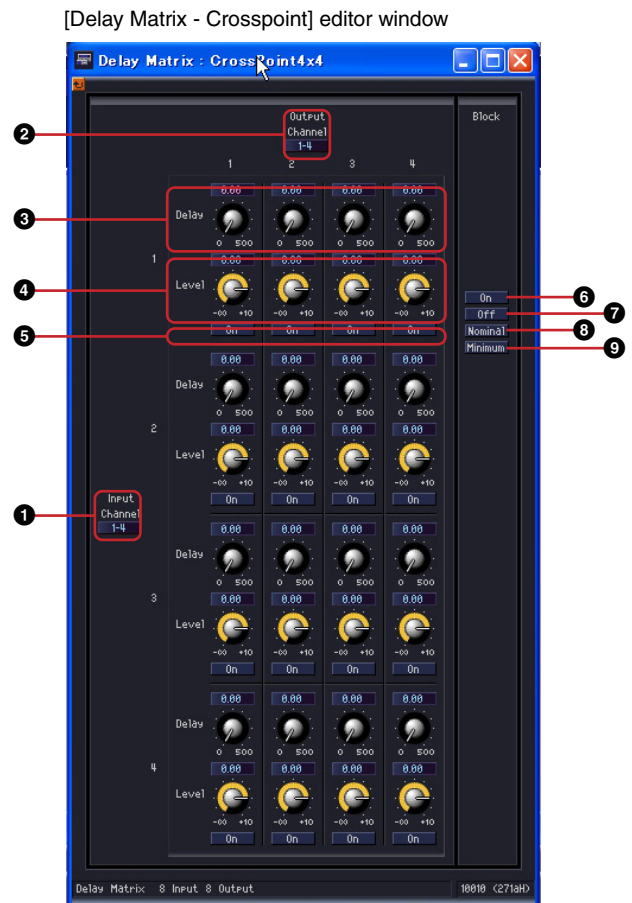 [Delay Matrix - Crosspoint] editor window
Delay Matrix : CrossPoint4x4
Output
Channel
1-4
Block
1 2 3 4
2
3
4
5
1
6
7
8
9
0.00 0.00 0.00 0.00
Delay
0 500 0 500 0 500 0 500
1
0.00 0.00 0.00 0.00
Level
-∞ +10 -∞ +10 -∞ +10 -∞ +10
On On On On
On
Off
Nominal
Minimum
0.00 0.00 0.00 0.00
Delay
0 500 0 500 0 500 0 500
2
0.00 0.00 0.00 0.00
Level
-∞ +10 -∞ +10 -∞ +10 -∞ +10
On On On On
Input
Channel
1-4
0.00 0.00 0.00 0.00
Delay
0 500 0 500 0 500 0 500
3
0.00 0.00 0.00 0.00
Level
-∞ +10 -∞ +10 -∞ +10 -∞ +10
On On On On
0.00 0.00 0.00 0.00
Delay
0 500 0 500 0 500 0 500
4
0.00 0.00 0.00 0.00
Level
-∞ +10 -∞ +10 -∞ +10 -∞ +10
On On On On
Delay Matrix 8 Input 8 Output
10010 (271aH)